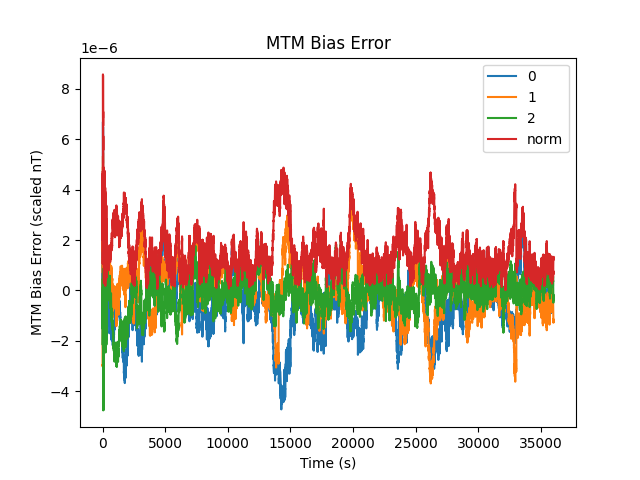 MTM Bias Error
1e−6
8
6
4
2
0
−2
−4
MTM Bias Error (scaled nT)
0
1
2
norm
0 5000 10000 15000 20000 25000 30000 35000
Time (s)